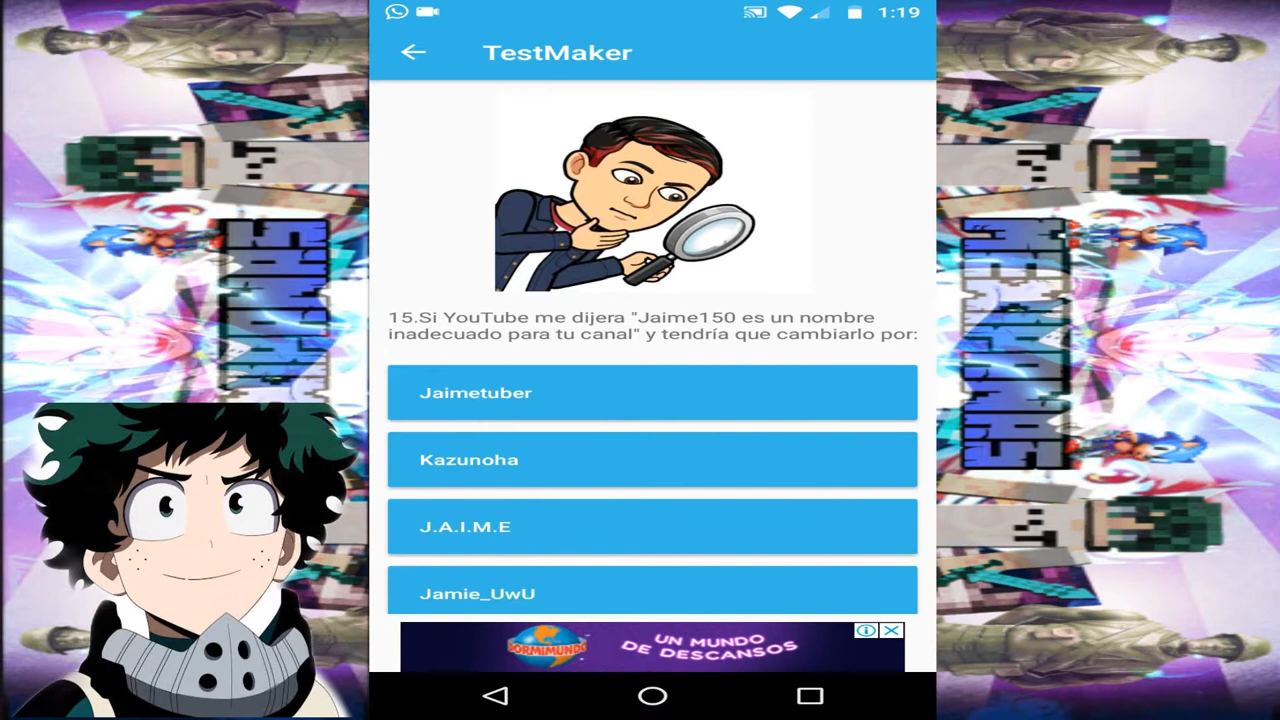 1:19
TestMaker
15.Si YouTube me dijera "Jaime150 es un nombre
inadecuado para tu canal" y tendría que cambiarlo por:
Jaimetuber
Kazunoha
J.A.I.M.E
Jamie_UwU
DORMIMUNDO
UN MUNDO
DE DESCANSOS